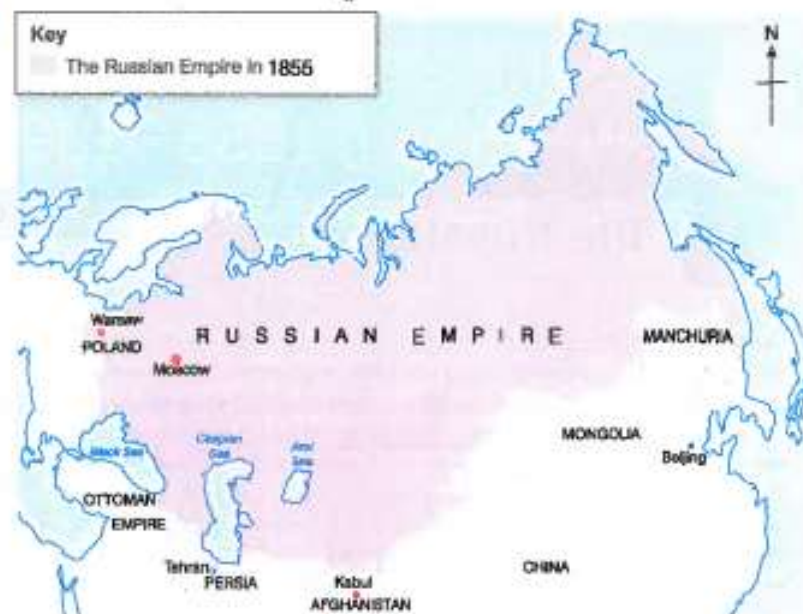 Key
The Russian Empire in 1855
N
Warsaw
POLAND
Moscow
RUSSIAN EMPIRE
MANCHURIA
MONGOLIA
Beijing
Black Sea
Caspian
Sea
Aral
Sea
OTTOMAN
EMPIRE
Tehran
PERSIA
Kabul
AFGHANISTAN
CHINA